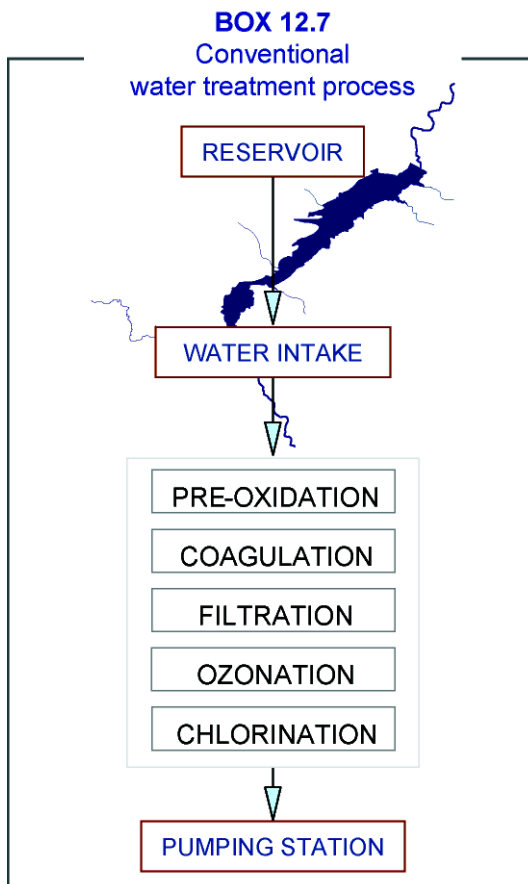 BOX 12.7
Conventional
water treatment process
RESERVOIR
WATER INTAKE
PRE-OXIDATION
COAGULATION
FILTRATION
OZONATION
CHLORINATION
PUMPING STATION